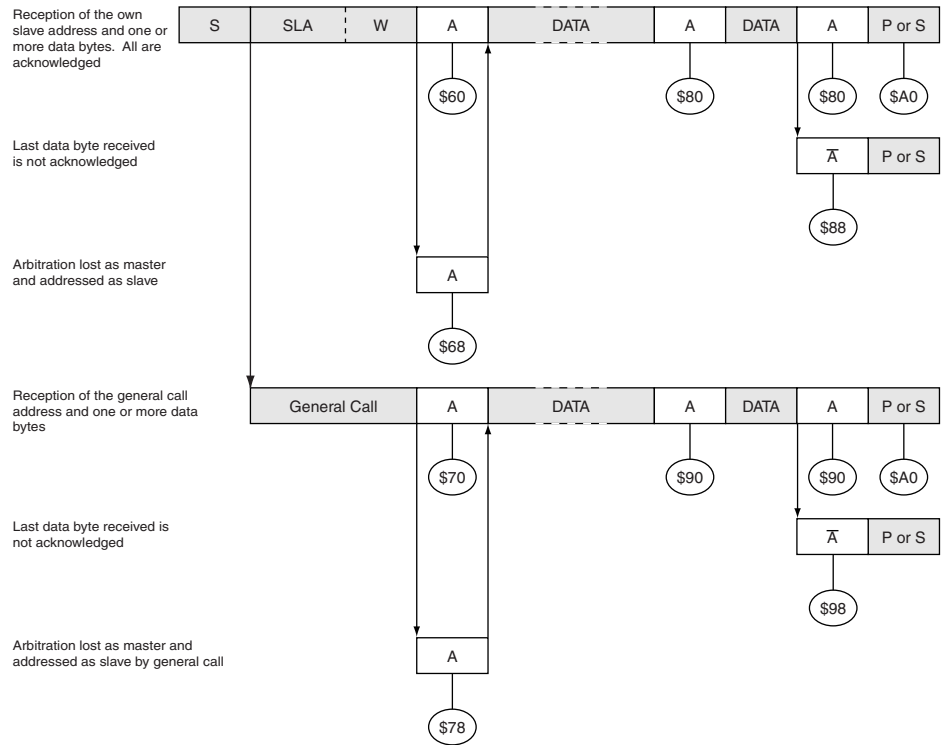 Reception of the own
slave address and one or
more data bytes. All are
acknowledged
S SLA W A DATA A DATA A P or S
$60 $80 $80 $A0
Last data byte received
is not acknowledged
A̅ P or S
$88
Arbitration lost as master
and addressed as slave
A
$68
Reception of the general call
address and one or more data
bytes
General Call A DATA A DATA A P or S
$70 $90 $90 $A0
Last data byte received is
not acknowledged
A̅ P or S
$98
Arbitration lost as master and
addressed as slave by general call
A
$78